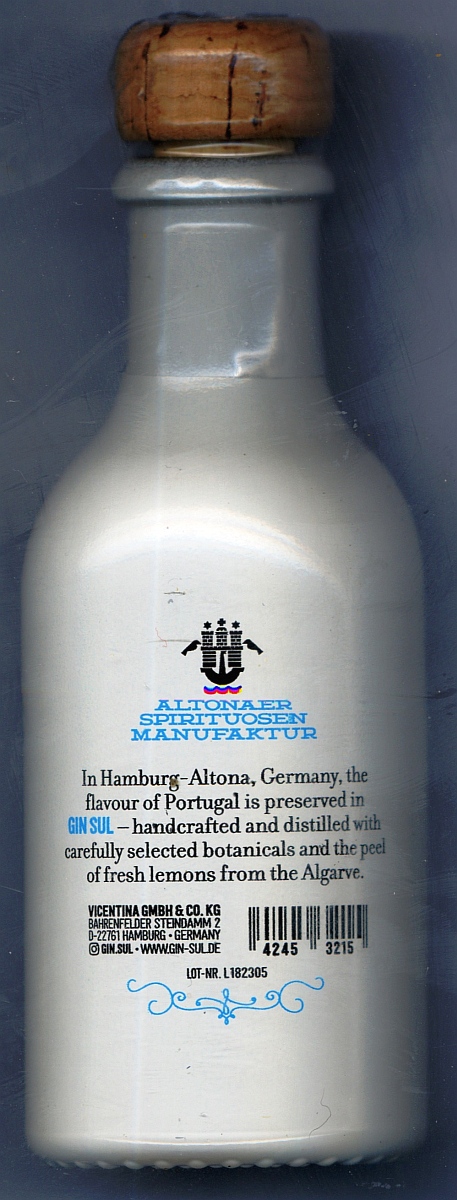 ALTONAER
SPIRITUOSEN
MANUFAKTUR
In Hamburg-Altona, Germany, the
flavour of Portugal is preserved in
GIN SUL – handcrafted and distilled with
carefully selected botanicals and the peel
of fresh lemons from the Algarve.
VICENTINA GMBH & CO. KG
BAHRENFELDER STEINDAMM 2
D-22761 HAMBURG • GERMANY
GIN.SUL • WWW.GIN-SUL.DE
4245 3215
LOT-NR. L182305